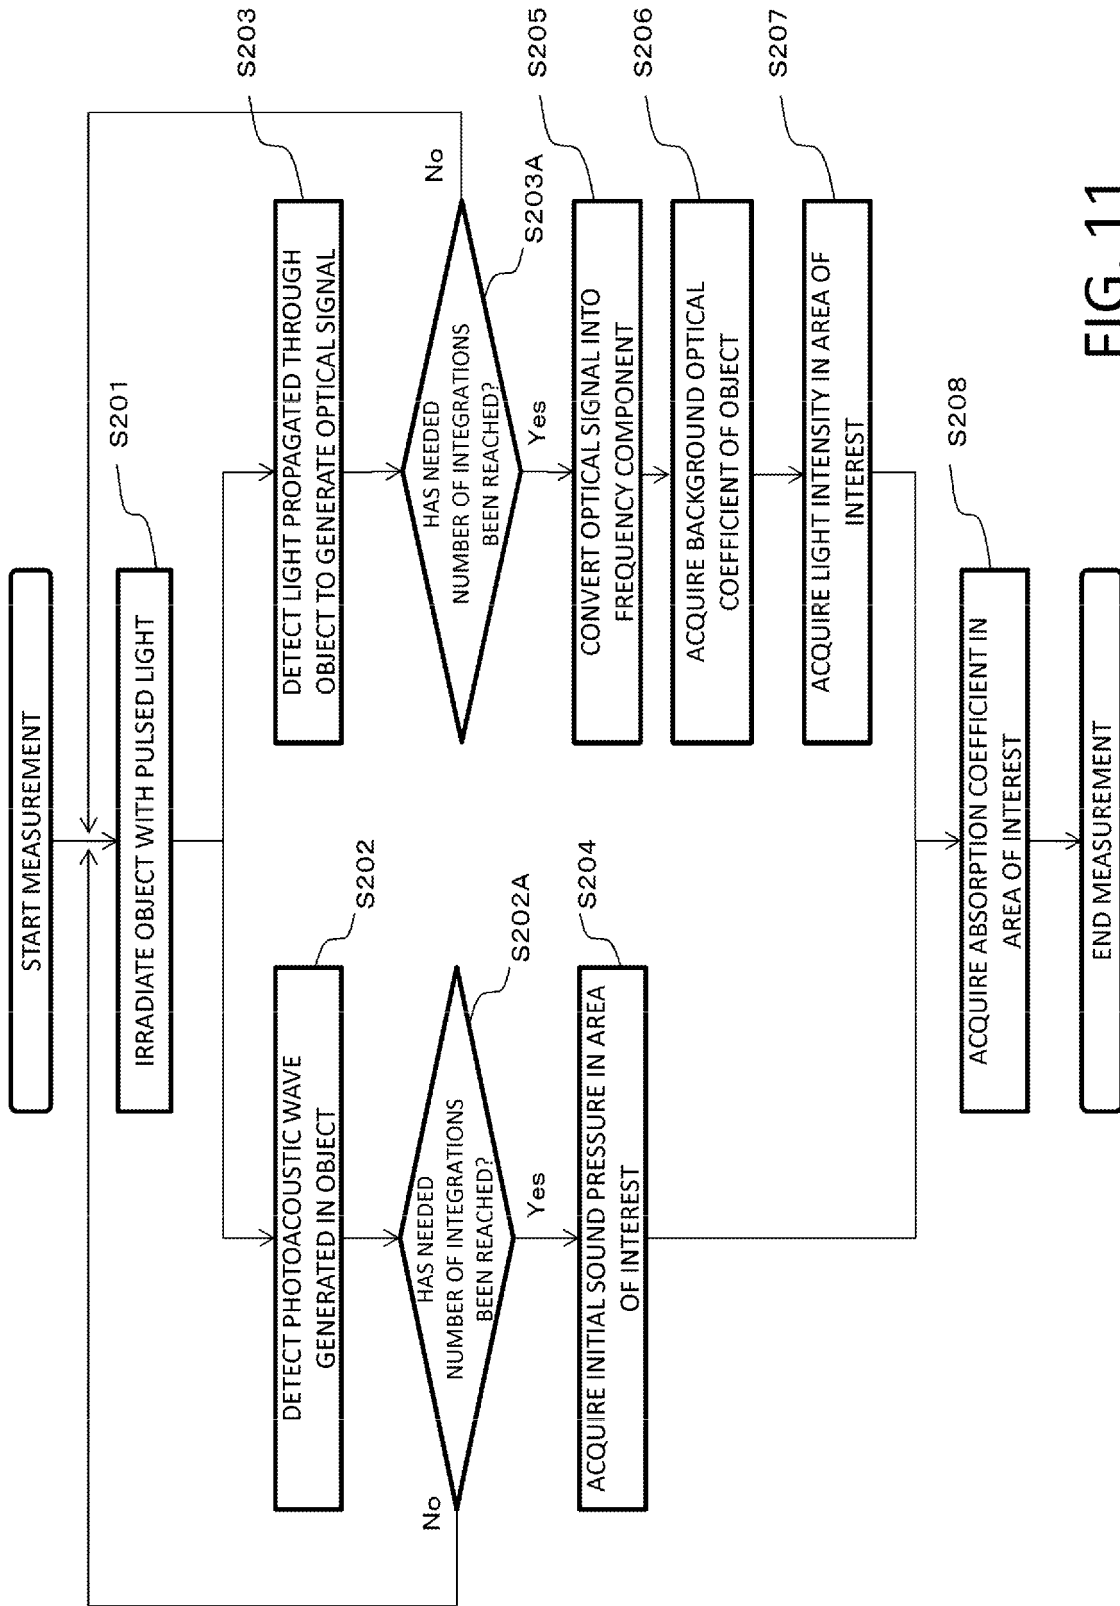 START MEASUREMENT
S201
IRRADIATE OBJECT WITH PULSED LIGHT
S202
DETECT PHOTOACOUSTIC WAVE
GENERATED IN OBJECT
S202A
HAS NEEDED
NUMBER OF INTEGRATIONS
BEEN REACHED?
No
Yes
S204
ACQUIRE INITIAL SOUND PRESSURE IN AREA
OF INTEREST
S203
DETECT LIGHT PROPAGATED THROUGH
OBJECT TO GENERATE OPTICAL SIGNAL
No
S203A
HAS NEEDED
NUMBER OF INTEGRATIONS
BEEN REACHED?
Yes
S205
CONVERT OPTICAL SIGNAL INTO
FREQUENCY COMPONENT
S206
ACQUIRE BACKGROUND OPTICAL
COEFFICIENT OF OBJECT
S207
ACQUIRE LIGHT INTENSITY IN AREA OF
INTEREST
S208
ACQUIRE ABSORPTION COEFFICIENT IN
AREA OF INTEREST
END MEASUREMENT
FIG. 11